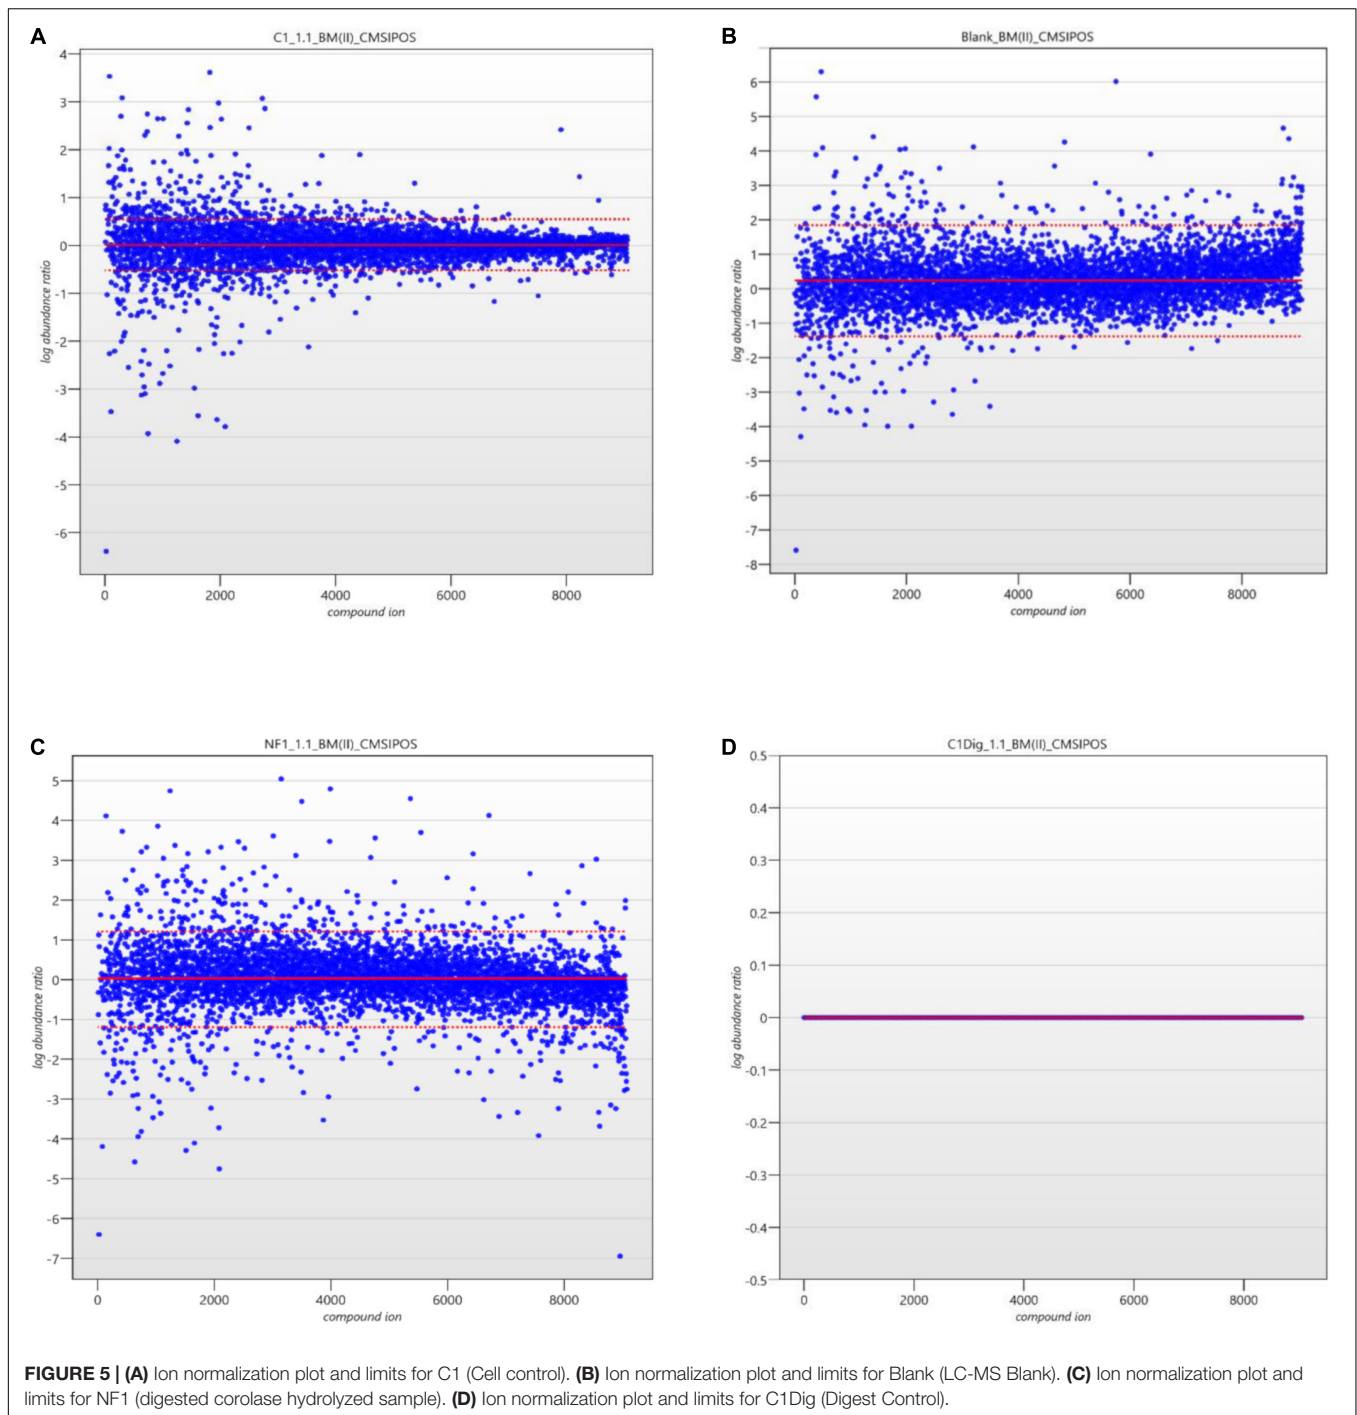 A
C1_1.1_BM(II)_CMSIPOS
4
3
2
1
0
-1
-2
-3
-4
-5
-6
log abundance ratio
0 2000 4000 6000 8000
compound ion
B
Blank_BM(II)_CMSIPOS
6
5
4
3
2
1
0
-1
-2
-3
-4
-5
-6
-7
-8
log abundance ratio
0 2000 4000 6000 8000
compound ion
C
NF1_1.1_BM(II)_CMSIPOS
5
4
3
2
1
0
-1
-2
-3
-4
-5
-6
-7
log abundance ratio
0 2000 4000 6000 8000
compound ion
D
C1Dig_1.1_BM(II)_CMSIPOS
0.5
0.4
0.3
0.2
0.1
0
-0.1
-0.2
-0.3
-0.4
-0.5
log abundance ratio
0 2000 4000 6000 8000
compound ion
FIGURE 5 | (A) Ion normalization plot and limits for C1 (Cell control). (B) Ion normalization plot and limits for Blank (LC-MS Blank). (C) Ion normalization plot and
limits for NF1 (digested corolase hydrolyzed sample). (D) Ion normalization plot and limits for C1Dig (Digest Control).